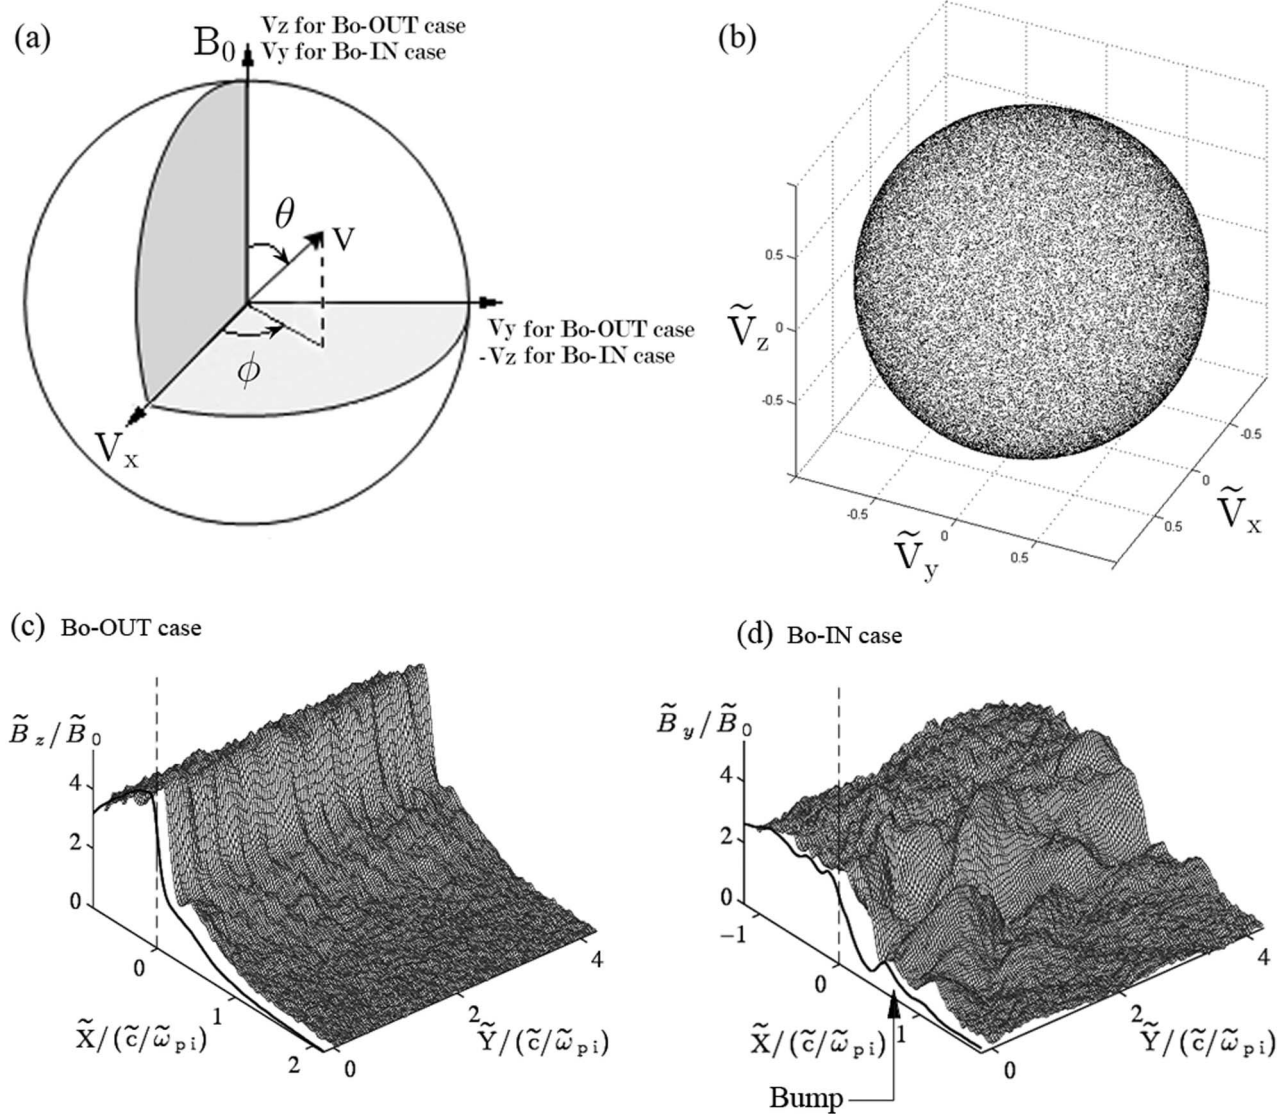 (a)
B₀
Vz for Bo-OUT case
Vy for Bo-IN case
θ
V
Vy for Bo-OUT case
-Vz for Bo-IN case
ϕ
Vₓ
(b)
0.5
Ṽz
0
-0.5
-0.5
0
0.5
Ṽy
-0.5
0
0.5
Ṽx
(c) Bo-OUT case
B̃z/B̃0
4
2
0
0
1
2
X̃/(c̃/ω̃pi)
0
2
4
Ỹ/(c̃/ω̃pi)
(d) Bo-IN case
B̃y/B̃0
4
2
0
−1
0
1
X̃/(c̃/ω̃pi)
0
2
4
Ỹ/(c̃/ω̃pi)
Bump